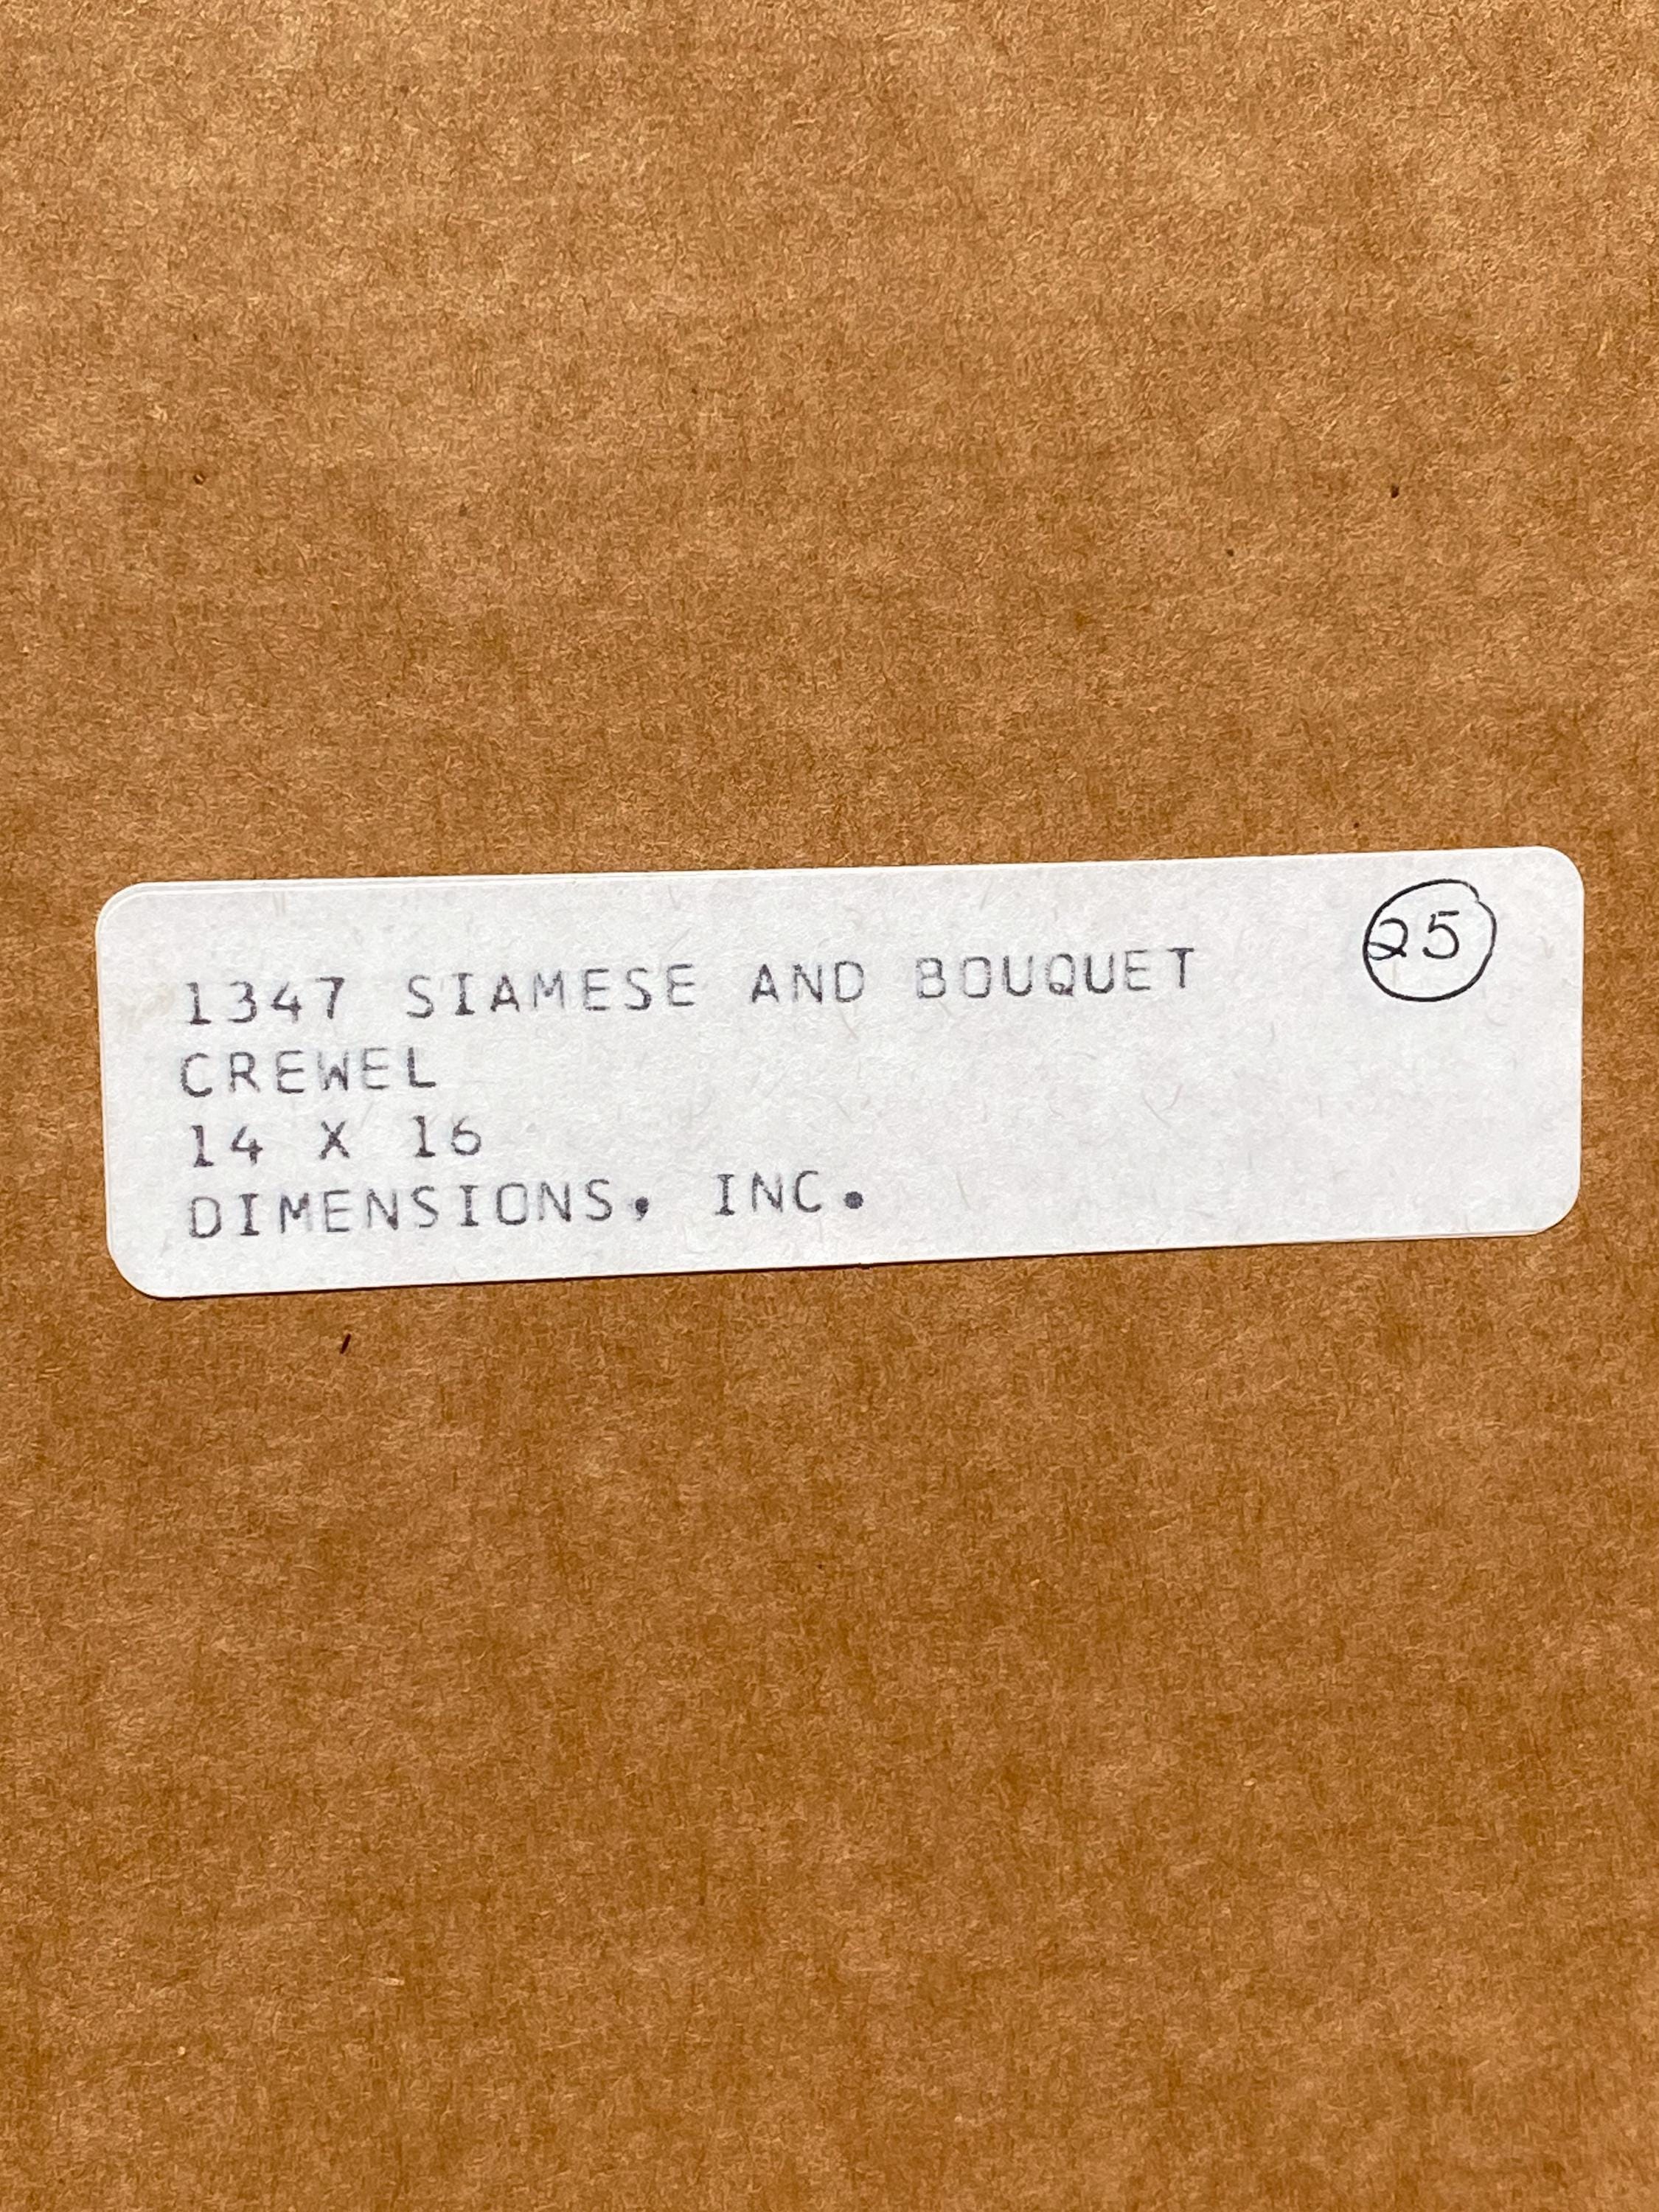 25
1347 SIAMESE AND BOUQUET
CREWEL
14 X 16
DIMENSIONS, INC.